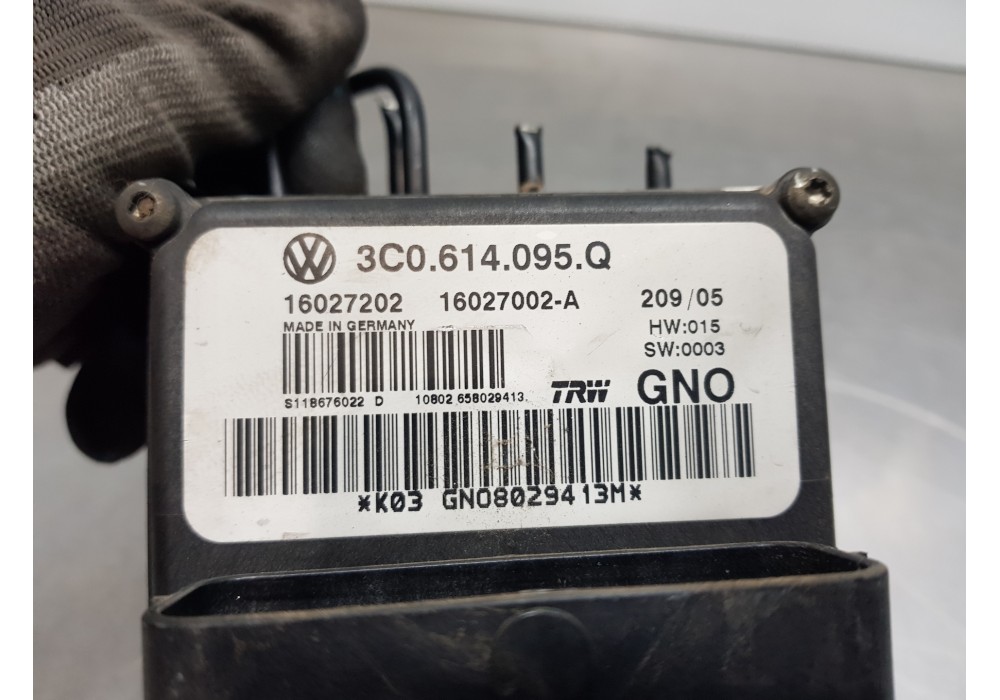 3C0.614.095.Q
16027202 16027002-A 209/05
MADE IN GERMANY HW:015
SW:0003
S118676022 D 10802 658029413. TRW GNO
*K03 GN08029413M*